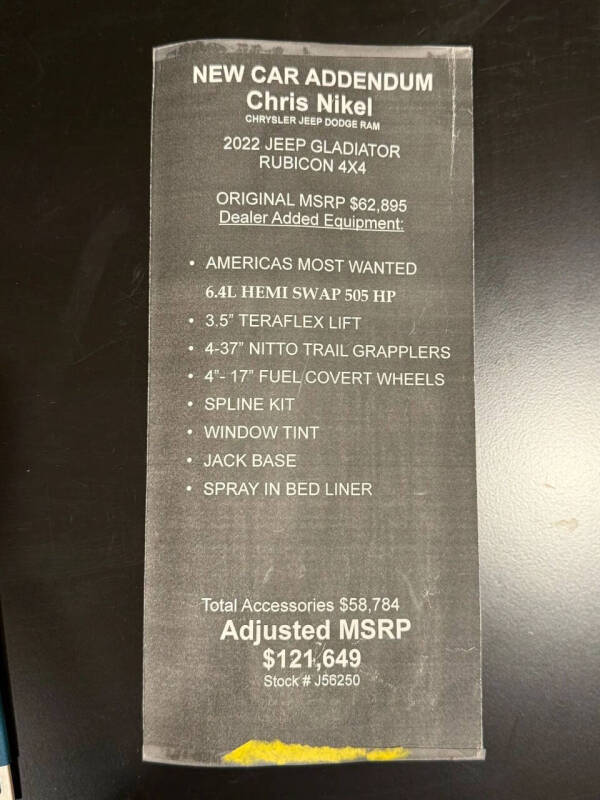 NEW CAR ADDENDUM
Chris Nikel
CHRYSLER JEEP DODGE RAM
2022 JEEP GLADIATOR
RUBICON 4X4
ORIGINAL MSRP $62,895
Dealer Added Equipment:
• AMERICAS MOST WANTED
6.4L HEMI SWAP 505 HP
• 3.5" TERAFLEX LIFT
• 4-37" NITTO TRAIL GRAPPLERS
• 4"- 17" FUEL COVERT WHEELS
• SPLINE KIT
• WINDOW TINT
• JACK BASE
• SPRAY IN BED LINER
Total Accessories $58,784
Adjusted MSRP
$121,649
Stock # J56250